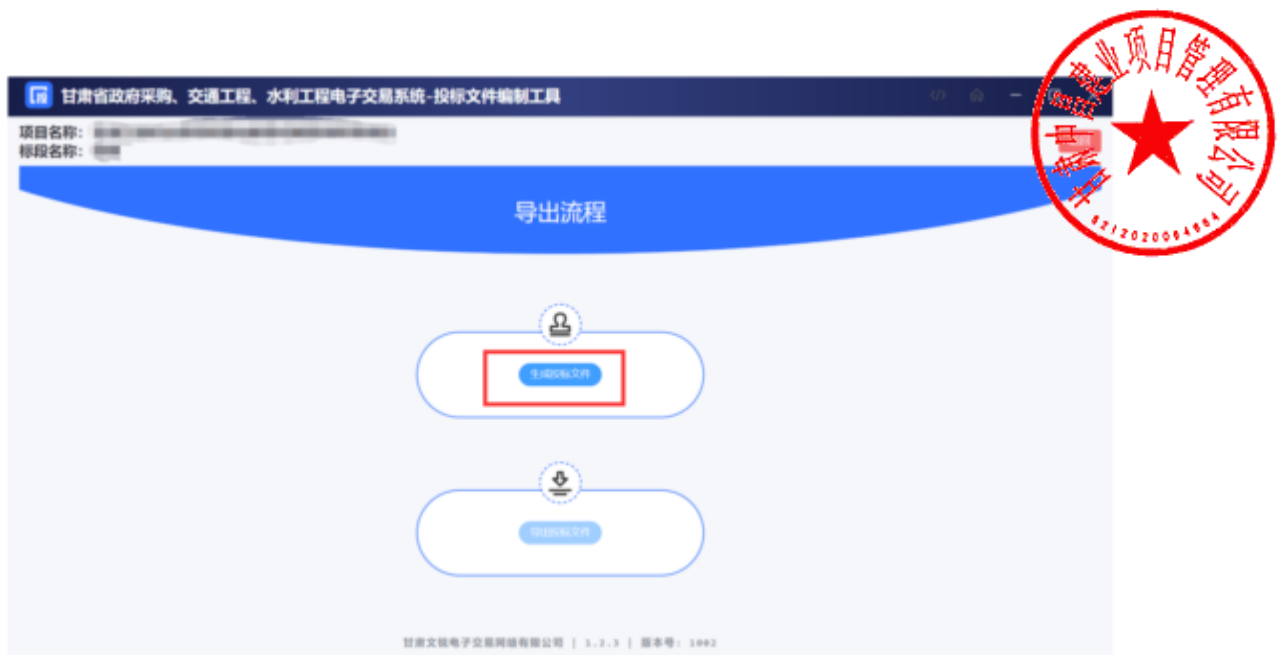 甘肃省政府采购、交通工程、水利工程电子交易系统-投标文件编制工具
项目名称：
标段名称：
导出流程
生成投标文件
导出投标文件
甘肃文锐电子交易网络有限公司 | 1.2.3 | 版本号: 1002